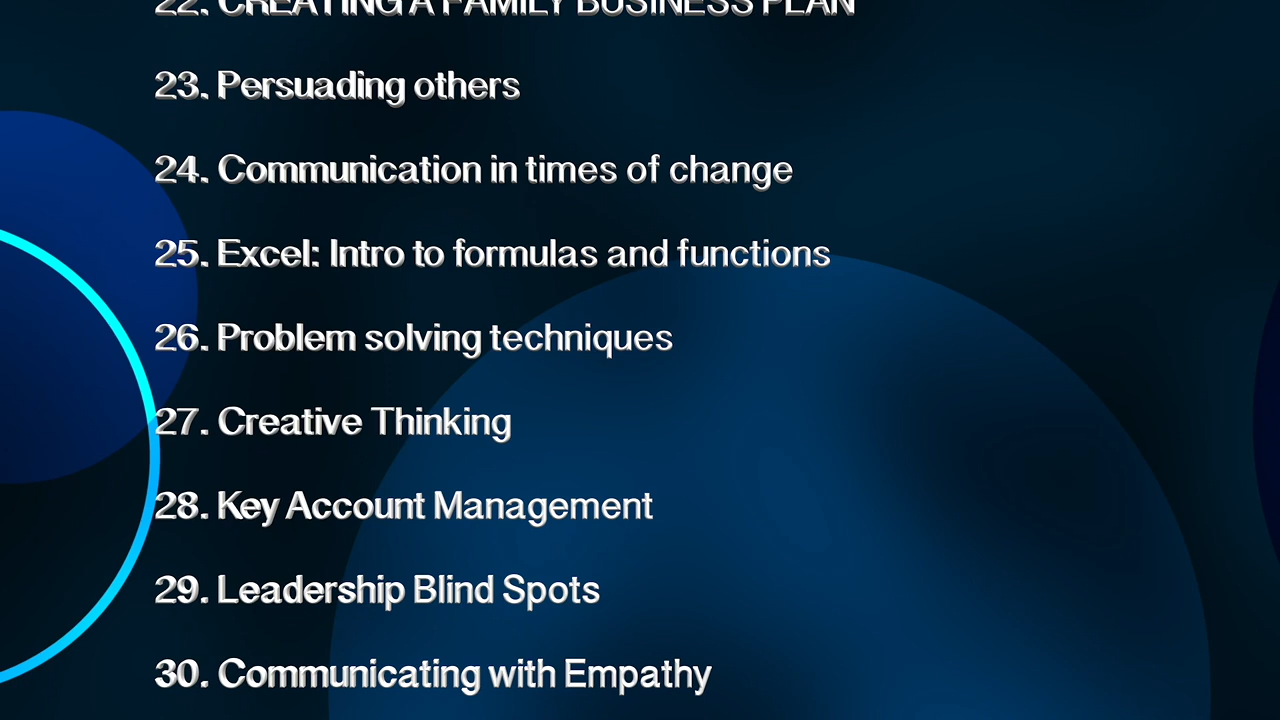 22. CREATING A FAMILY BUSINESS PLAN
23. Persuading others
24. Communication in times of change
25. Excel: Intro to formulas and functions
26. Problem solving techniques
27. Creative Thinking
28. Key Account Management
29. Leadership Blind Spots
30. Communicating with Empathy